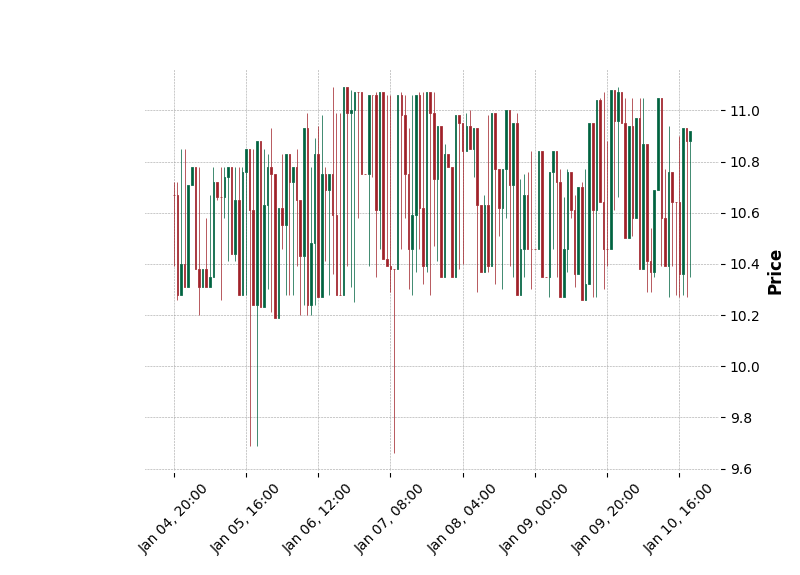 11.0
10.8
10.6
10.4
10.2
10.0
9.8
9.6
Price
Jan 04, 20:00
Jan 05, 16:00
Jan 06, 12:00
Jan 07, 08:00
Jan 08, 04:00
Jan 09, 00:00
Jan 09, 20:00
Jan 10, 16:00